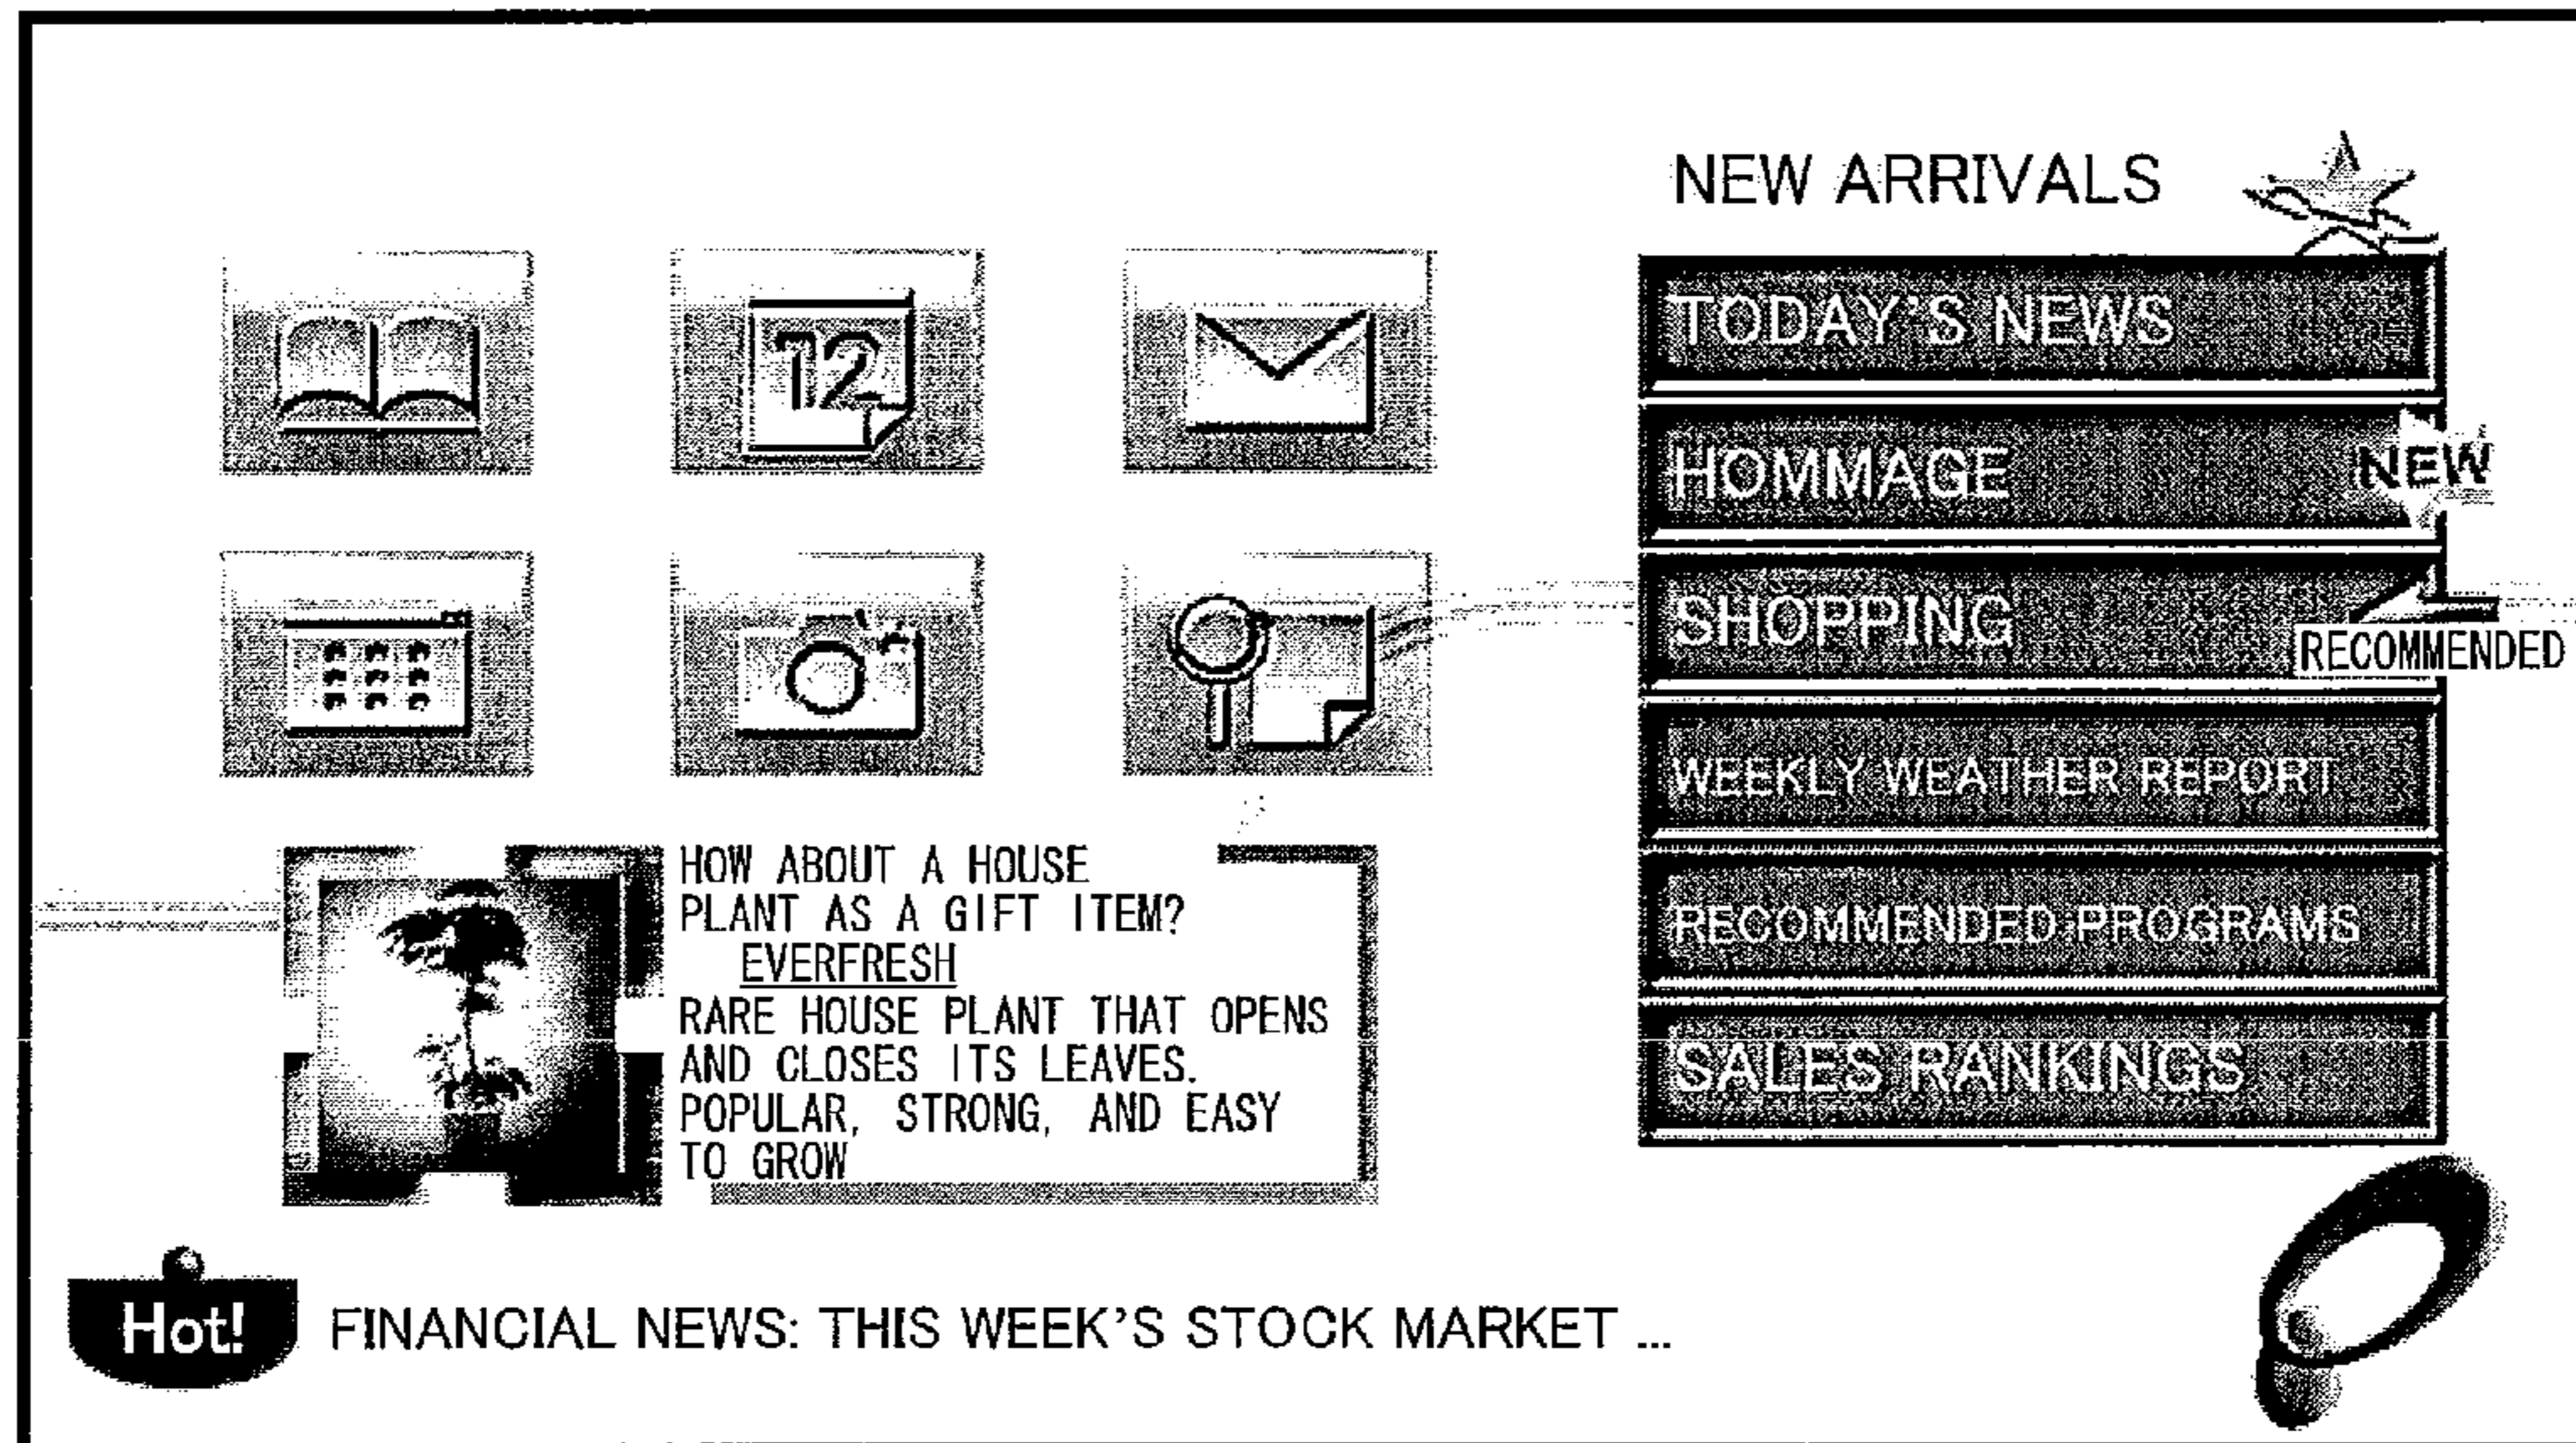 NEW ARRIVALS
12
TODAY'S NEWS
HOMMAGE
NEW
SHOPPING
RECOMMENDED
WEEKLY WEATHER REPORT
RECOMMENDED PROGRAMS
SALES RANKINGS
HOW ABOUT A HOUSE
PLANT AS A GIFT ITEM?
EVERFRESH
RARE HOUSE PLANT THAT OPENS
AND CLOSES ITS LEAVES.
POPULAR, STRONG, AND EASY
TO GROW
Hot!
FINANCIAL NEWS: THIS WEEK'S STOCK MARKET ...